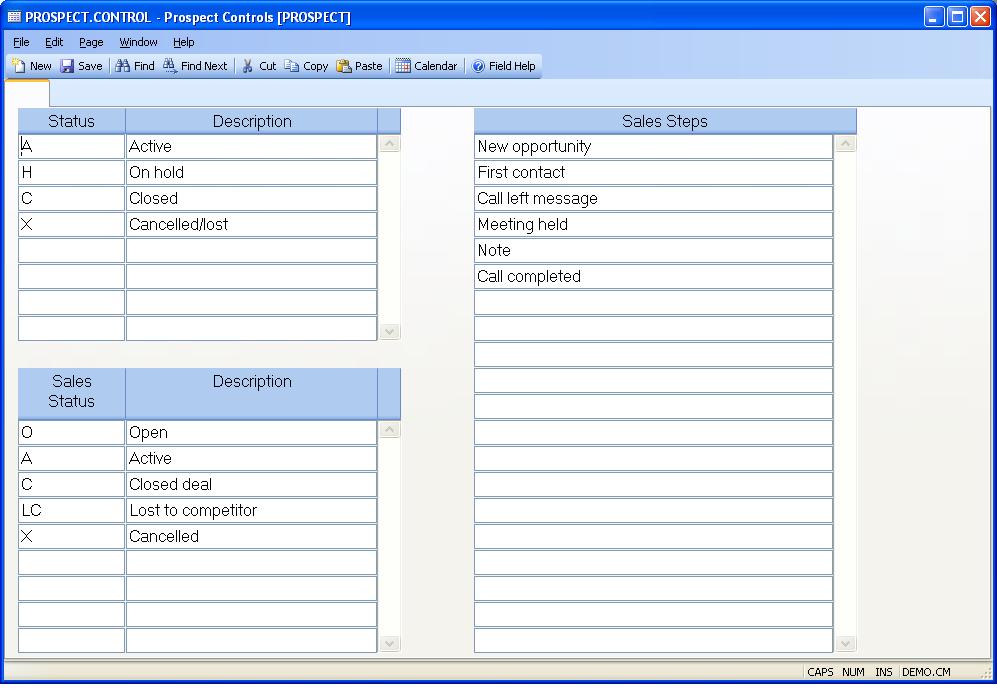 PROSPECT.CONTROL - Prospect Controls [PROSPECT]
File Edit Page Window Help
New Save Find Find Next Cut Copy Paste Calendar Field Help
Status Description
A Active
H On hold
C Closed
X Cancelled/lost
Sales Status Description
O Open
A Active
C Closed deal
LC Lost to competitor
X Cancelled
Sales Steps
New opportunity
First contact
Call left message
Meeting held
Note
Call completed
CAPS NUM INS DEMO.CM